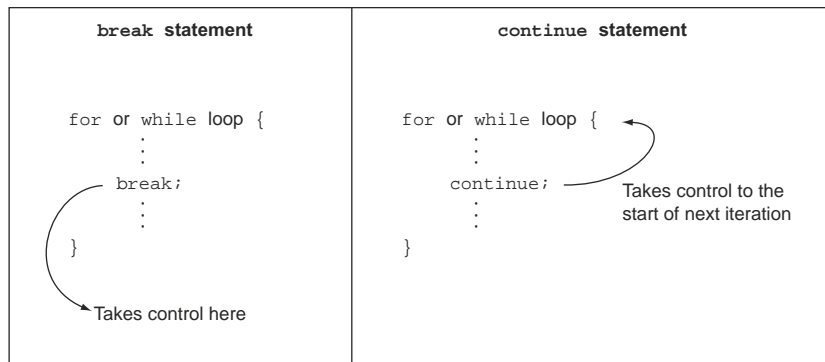 break statement
for or while loop {
.
.
.
break;
.
.
.
}
Takes control here
continue statement
for or while loop {
.
.
.
continue;
.
.
.
}
Takes control to the
start of next iteration